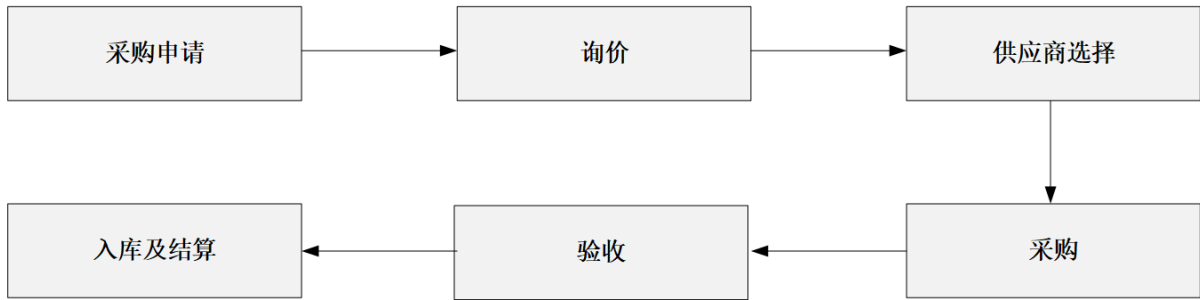 采购申请
询价
供应商选择
采购
验收
入库及结算